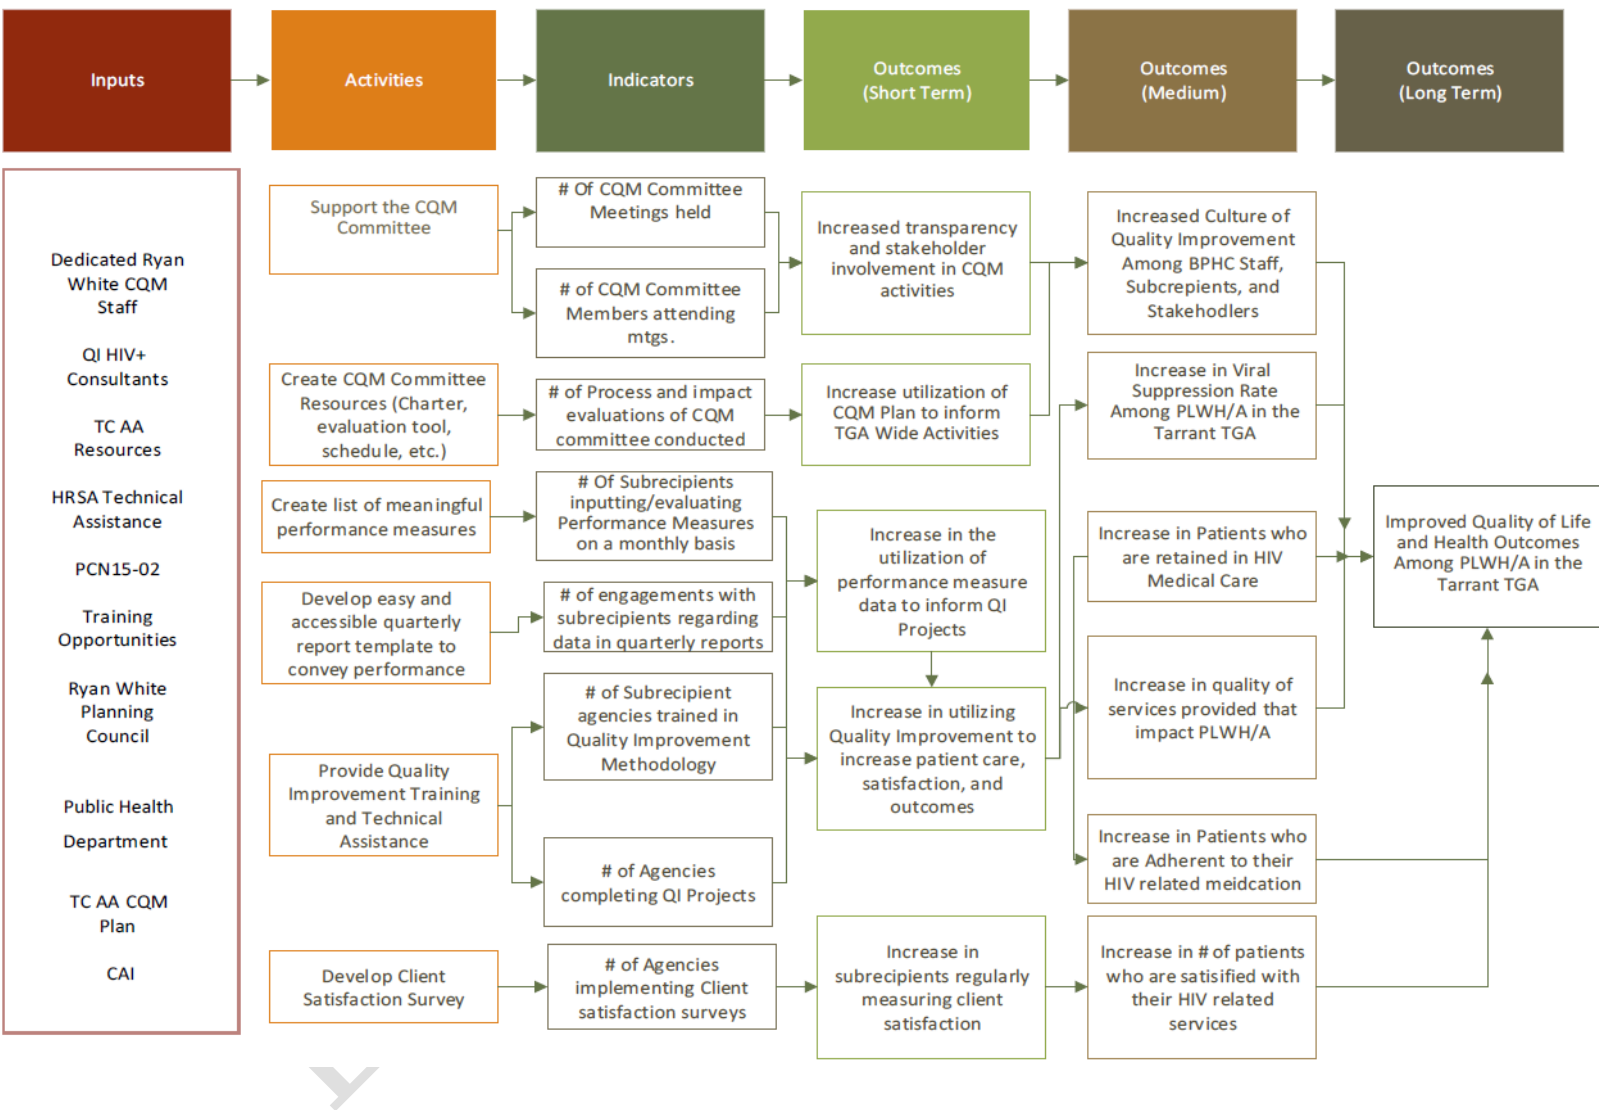 Inputs
Activities
Indicators
Outcomes
(Short Term)
Outcomes
(Medium)
Outcomes
(Long Term)
Dedicated Ryan
White CQM
Staff
QI HIV+
Consultants
TC AA
Resources
HRSA Technical
Assistance
PCN15-02
Training
Opportunities
Ryan White
Planning
Council
Public Health
Department
TC AA CQM
Plan
CAI
Support the CQM
Committee
Create CQM Committee
Resources (Charter,
evaluation tool,
schedule, etc.)
Create list of meaningful
performance measures
Develop easy and
accessible quarterly
report template to
convey performance
Provide Quality
Improvement Training
and Technical
Assistance
Develop Client
Satisfaction Survey
# Of CQM Committee
Meetings held
# of CQM Committee
Members attending
mtgs.
# of Process and impact
evaluations of CQM
committee conducted
# Of Subrecipients
inputting/evaluating
Performance Measures
on a monthly basis
# of engagements with
subrecipients regarding
data in quarterly reports
# of Subrecipient
agencies trained in
Quality Improvement
Methodology
# of Agencies
completing QI Projects
# of Agencies
implementing Client
satisfaction surveys
Increased transparency
and stakeholder
involvement in CQM
activities
Increase utilization of
CQM Plan to inform
TGA Wide Activities
Increase in the
utilization of
performance measure
data to inform QI
Projects
Increase in utilizing
Quality Improvement to
increase patient care,
satisfaction, and
outcomes
Increase in
subrecipients regularly
measuring client
satisfaction
Increased Culture of
Quality Improvement
Among BPHC Staff,
Subcrepients, and
Stakehodlers
Increase in Viral
Suppression Rate
Among PLWH/A in the
Tarrant TGA
Increase in Patients who
are retained in HIV
Medical Care
Increase in quality of
services provided that
impact PLWH/A
Increase in Patients who
are Adherent to their
HIV related meidcation
Increase in # of patients
who are satisified with
their HIV related
services
Improved Quality of Life
and Health Outcomes
Among PLWH/A in the
Tarrant TGA